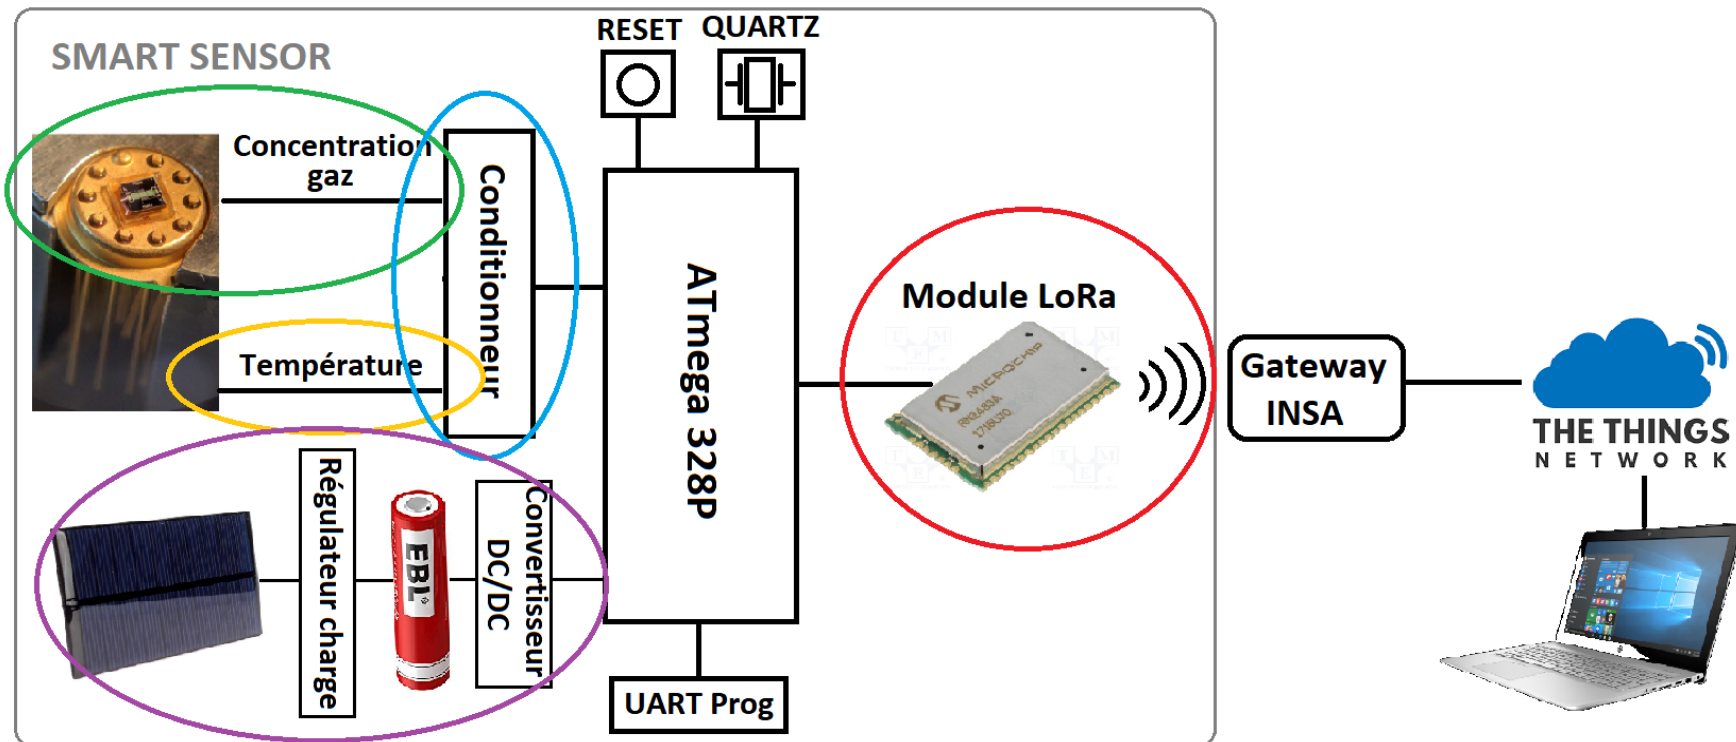 SMART SENSOR
RESET
QUARTZ
Concentration
gaz
Température
Conditionneur
ATmega 328P
Module LoRa
MICROCHIP
RN2483A
Gateway
INSA
THE THINGS
NETWORK
Régulateur charge
EBL
Convertisseur
DC/DC
UART Prog